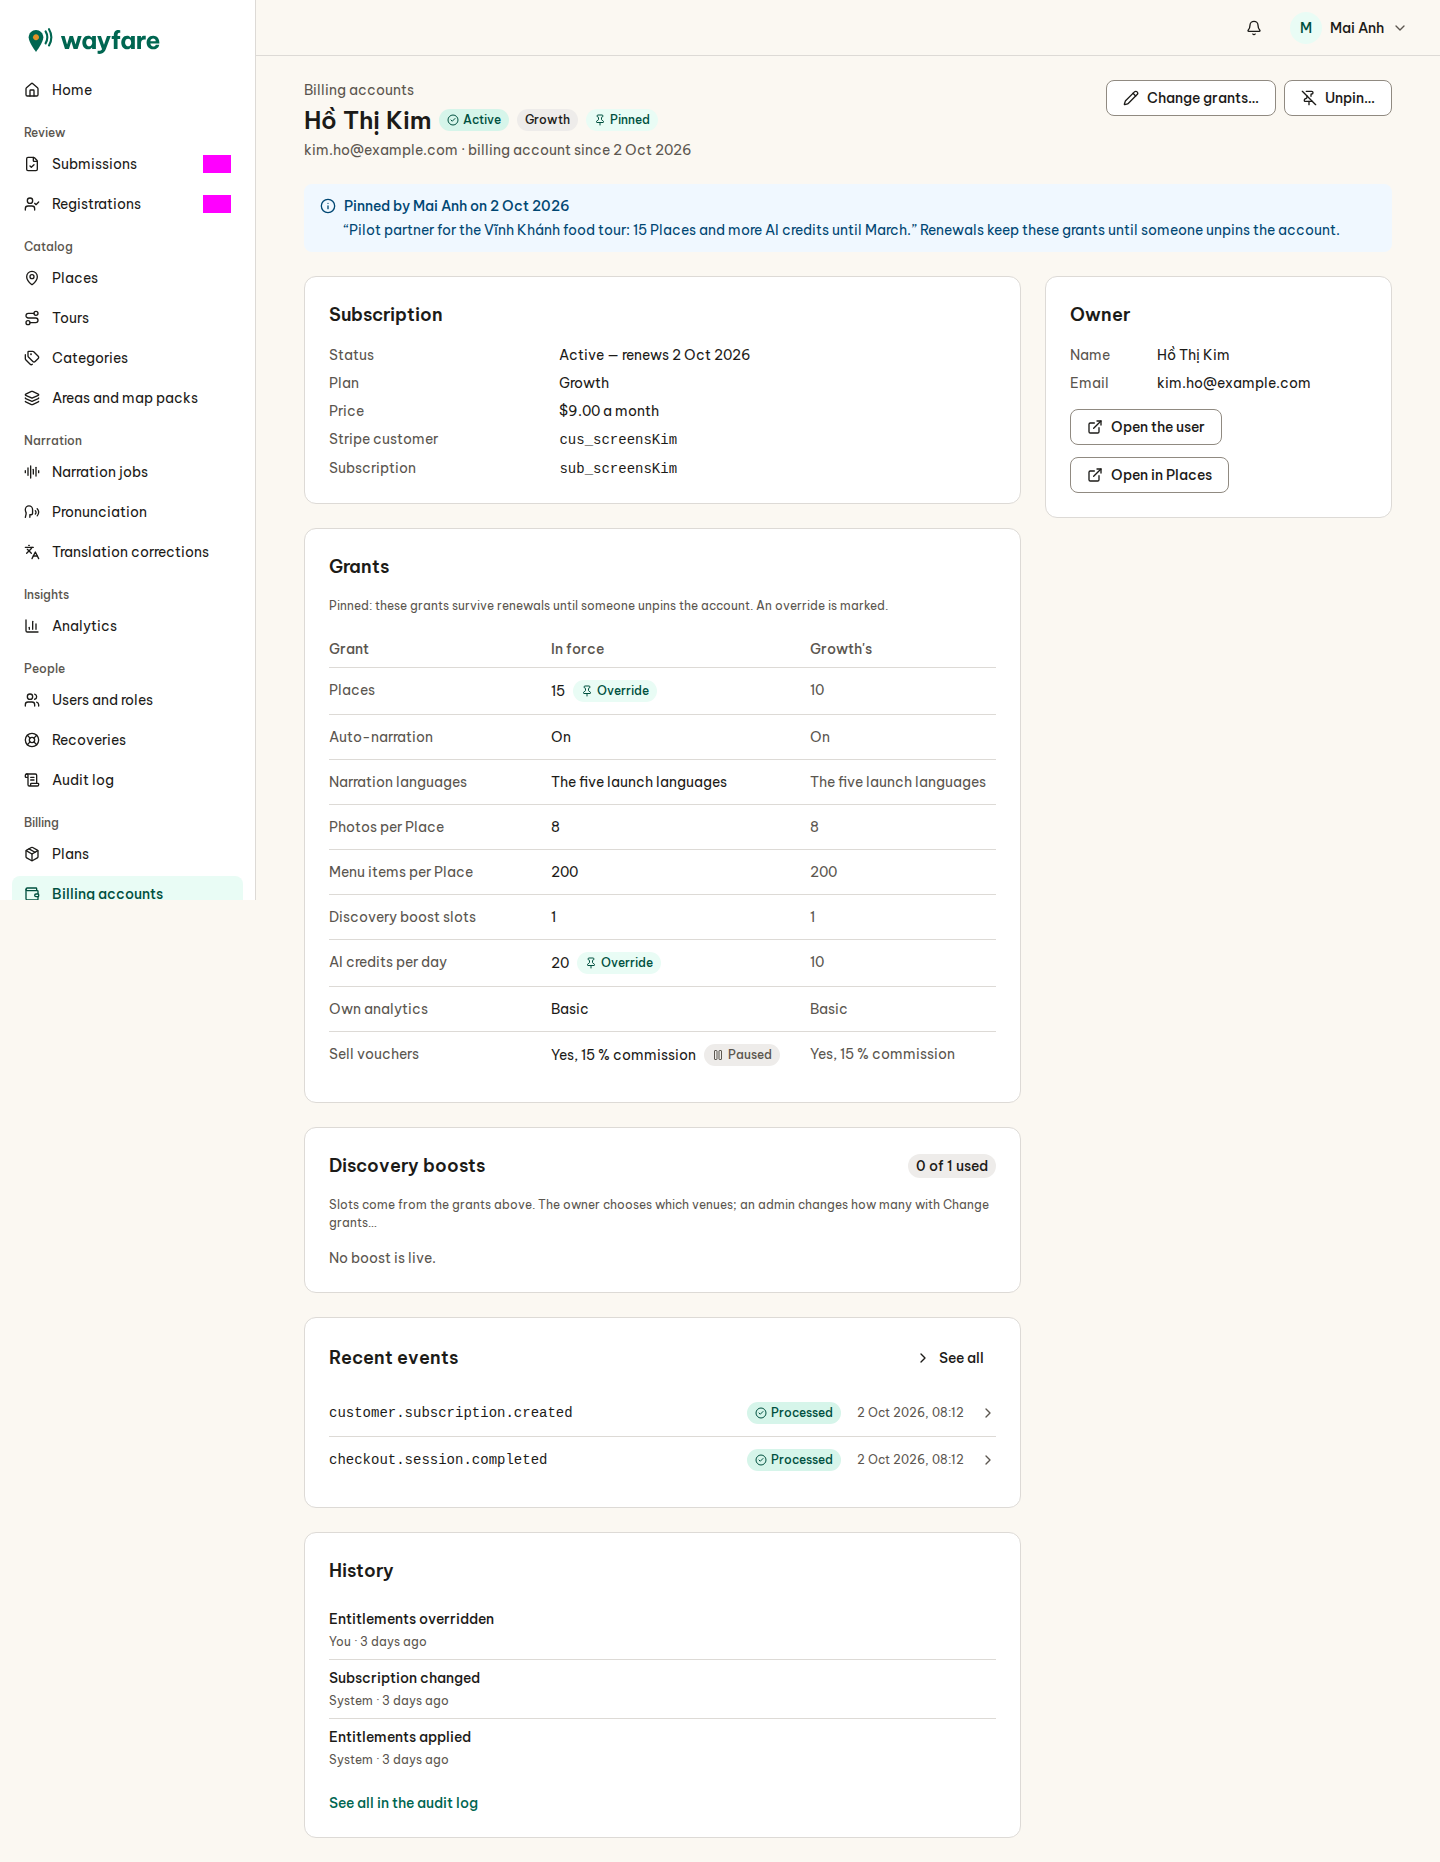 wayfare
Home
Review
Submissions
Registrations
Catalog
Places
Tours
Categories
Areas and map packs
Narration
Narration jobs
Pronunciation
Translation corrections
Insights
Analytics
People
Users and roles
Recoveries
Audit log
Billing
Plans
Billing accounts
M Mai Anh
Billing accounts
Hồ Thị Kim Active Growth Pinned
kim.ho@example.com · billing account since 2 Oct 2026
Change grants... Unpin...
Pinned by Mai Anh on 2 Oct 2026
“Pilot partner for the Vĩnh Khánh food tour: 15 Places and more AI credits until March.” Renewals keep these grants until someone unpins the account.
Subscription
Status Active – renews 2 Oct 2026
Plan Growth
Price $9.00 a month
Stripe customer cus_screensKim
Subscription sub_screensKim
Owner
Name Hồ Thị Kim
Email kim.ho@example.com
Open the user
Open in Places
Grants
Pinned: these grants survive renewals until someone unpins the account. An override is marked.
Grant In force Growth's
Places 15 Override 10
Auto-narration On On
Narration languages The five launch languages The five launch languages
Photos per Place 8 8
Menu items per Place 200 200
Discovery boost slots 1 1
AI credits per day 20 Override 10
Own analytics Basic Basic
Sell vouchers Yes, 15 % commission Paused Yes, 15 % commission
Discovery boosts 0 of 1 used
Slots come from the grants above. The owner chooses which venues; an admin changes how many with Change
grants...
No boost is live.
Recent events See all
customer.subscription.created Processed 2 Oct 2026, 08:12
checkout.session.completed Processed 2 Oct 2026, 08:12
History
Entitlements overridden
You · 3 days ago
Subscription changed
System · 3 days ago
Entitlements applied
System · 3 days ago
See all in the audit log